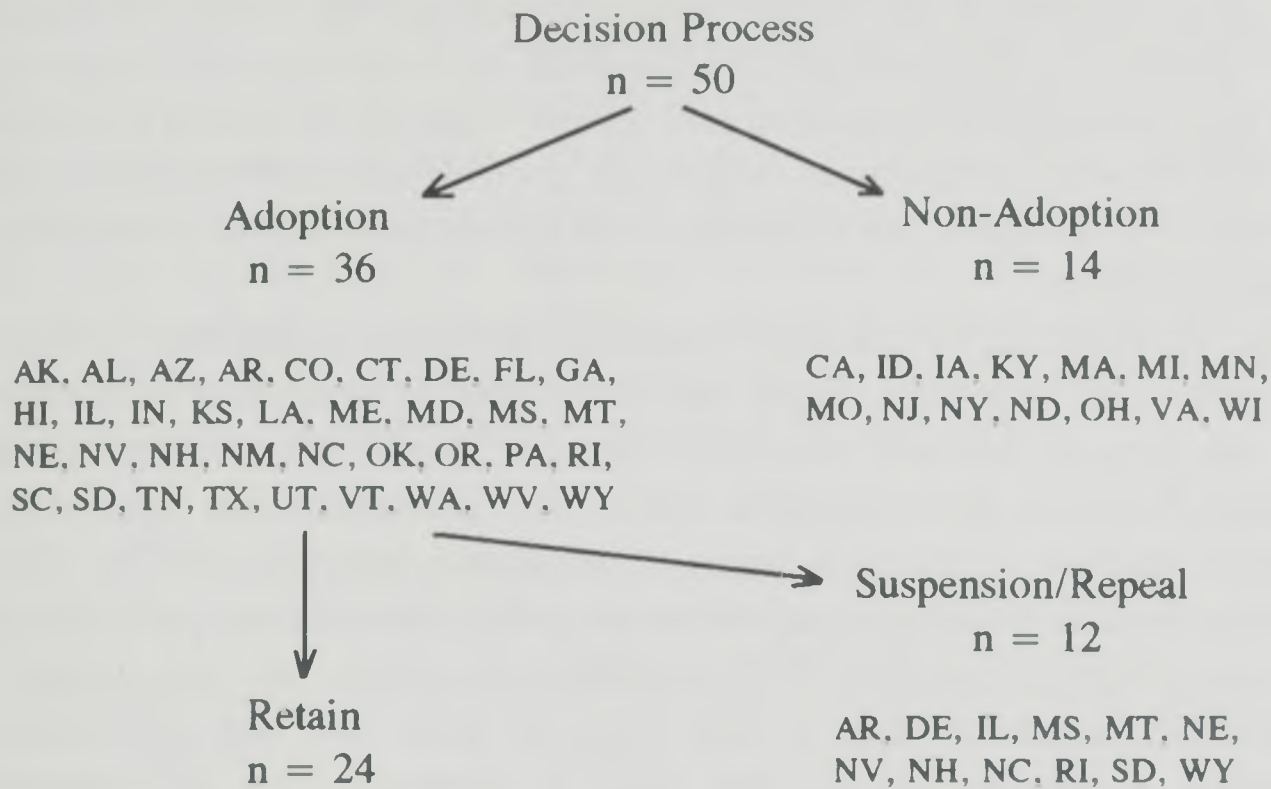 Decision Process
n = 50
Adoption
n = 36
Non-Adoption
n = 14
AK, AL, AZ, AR, CO, CT, DE, FL, GA,
HI, IL, IN, KS, LA, ME, MD, MS, MT,
NE, NV, NH, NM, NC, OK, OR, PA, RI,
SC, SD, TN, TX, UT, VT, WA, WV, WY
CA, ID, IA, KY, MA, MI, MN,
MO, NJ, NY, ND, OH, VA, WI
Suspension/Repeal
n = 12
AR, DE, IL, MS, MT, NE,
NV, NH, NC, RI, SD, WY
Retain
n = 24